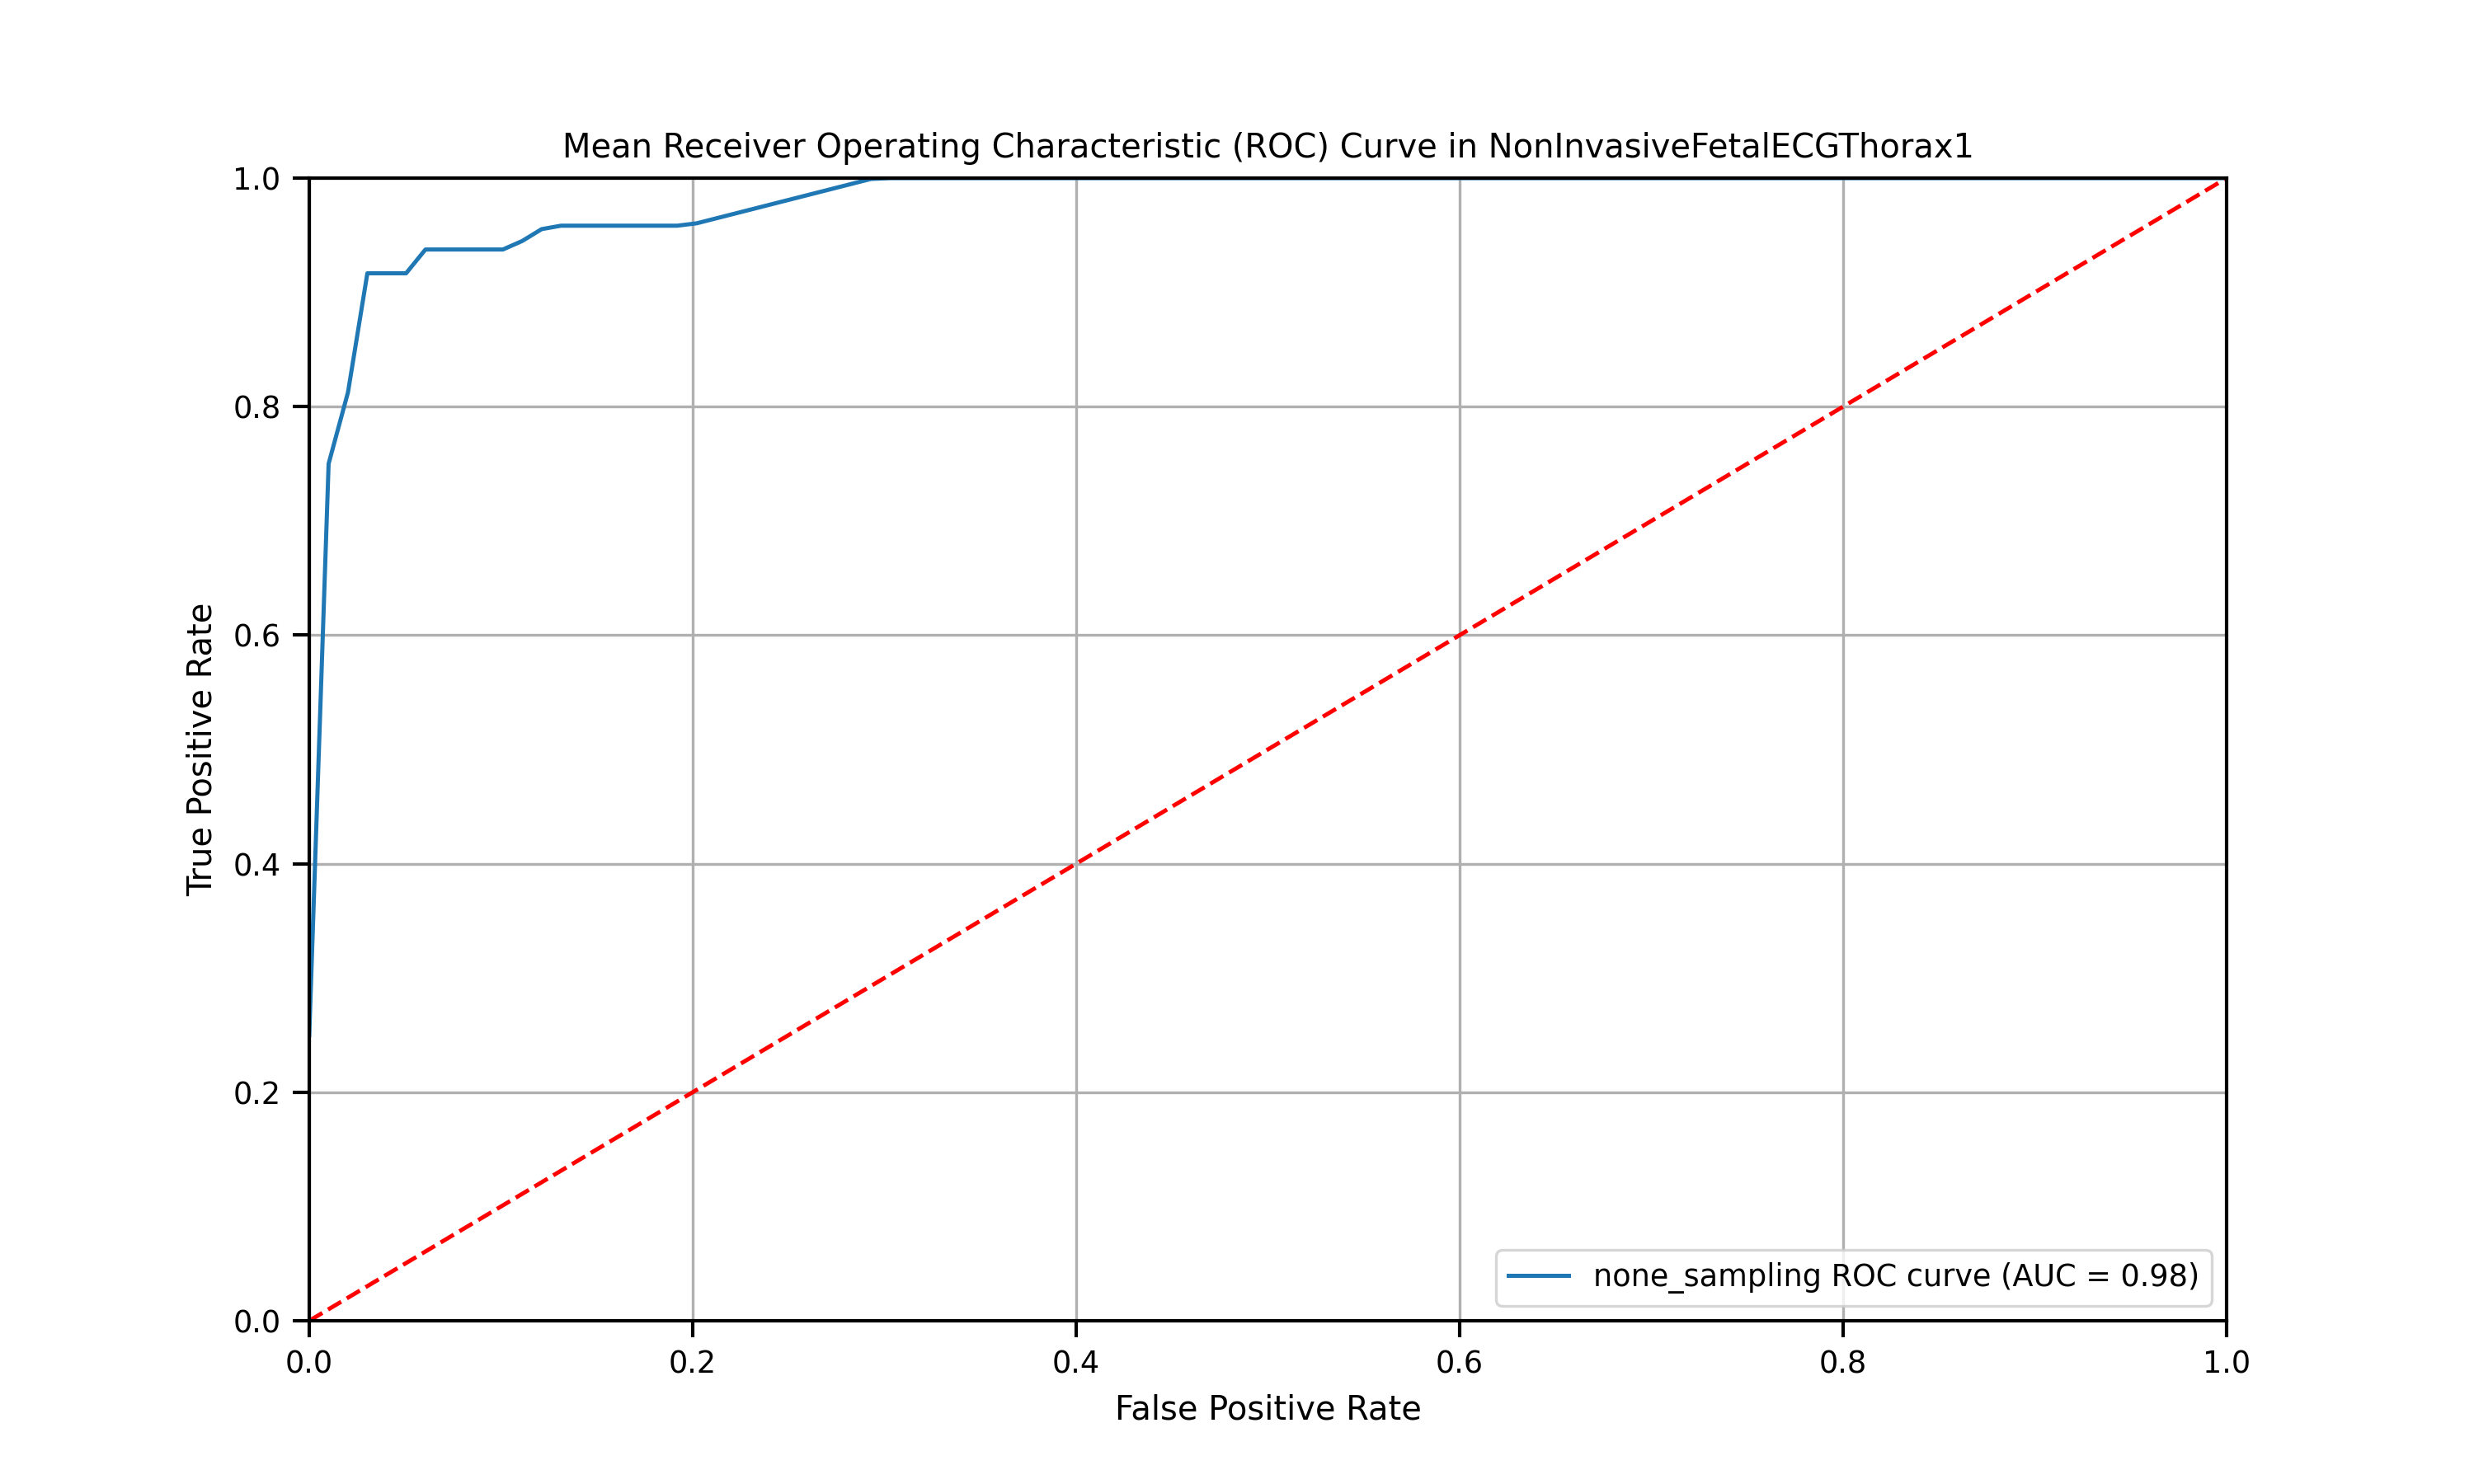 Mean Receiver Operating Characteristic (ROC) Curve in NonInvasiveFetalECGThorax1
True Positive Rate
1.0
0.8
0.6
0.4
0.2
0.0
none_sampling ROC curve (AUC = 0.98)
0.0 0.2 0.4 0.6 0.8 1.0
False Positive Rate